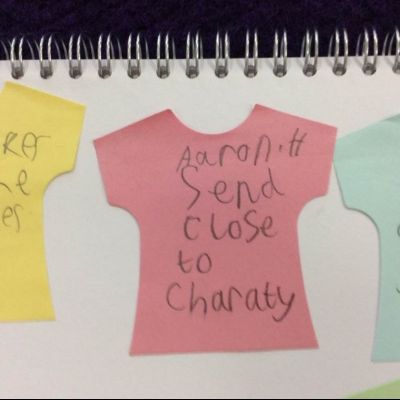 Aaron.H
Send
close
to
Charaty